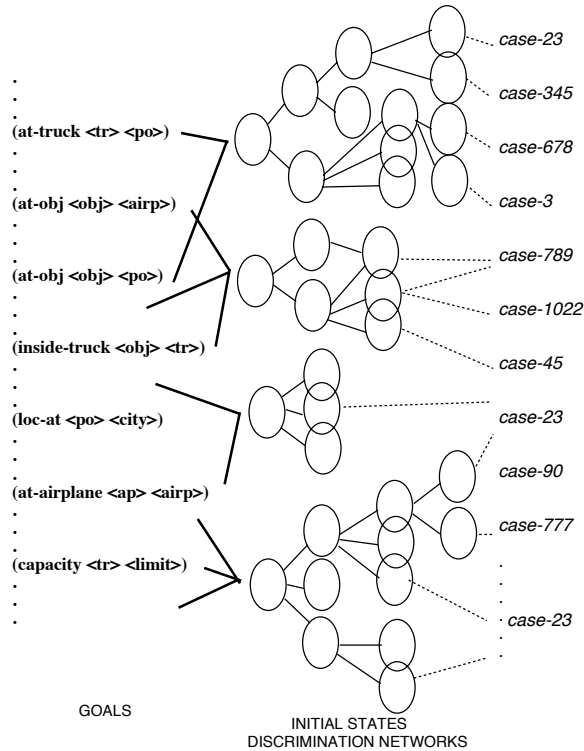 case-23
case-345
(at-truck <tr> <po>)
case-678
(at-obj <obj> <airp>)
case-3
case-789
(at-obj <obj> <po>)
case-1022
(inside-truck <obj> <tr>)
case-45
(loc-at <po> <city>)
case-23
case-90
(at-airplane <ap> <airp>)
case-777
(capacity <tr> <limit>)
case-23
GOALS
INITIAL STATES
DISCRIMINATION NETWORKS